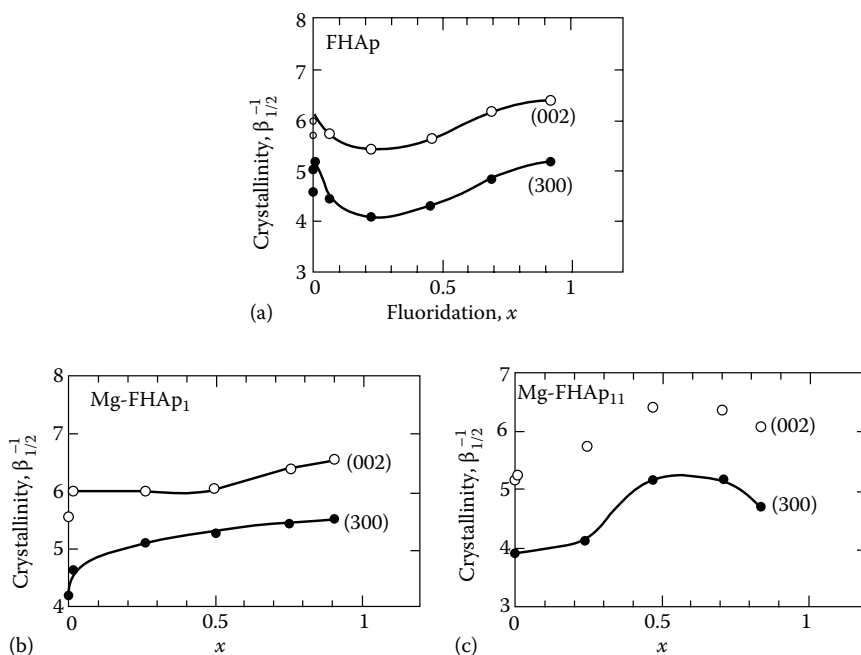 8
FHAp
7
6
(002)
5
(300)
4
3
0
0.5
1
Crystallinity, β₁/₂⁻¹
(a)
Fluoridation, x
8
Mg-FHAp₁
7
(002)
6
(300)
5
4
0
0.5
1
Crystallinity, β₁/₂⁻¹
(b)
x
7
Mg-FHAp₁₁
6
(002)
5
(300)
4
3
0
0.5
1
Crystallinity, β₁/₂⁻¹
(c)
x